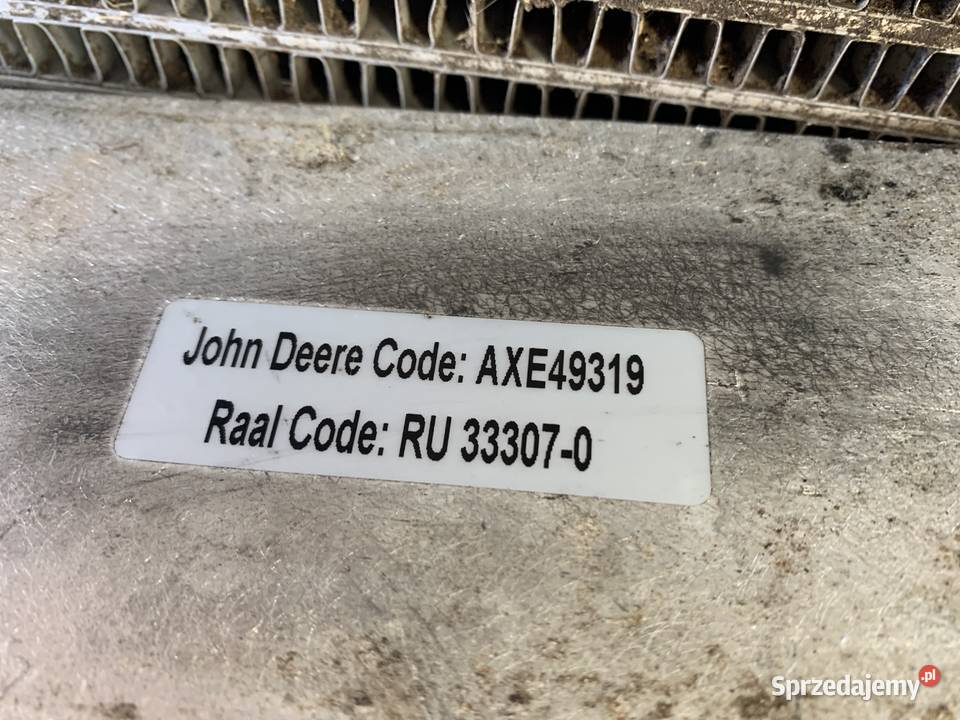 John Deere Code: AXE49319
Raal Code: RU 33307-0
Sprzedajemy.pl